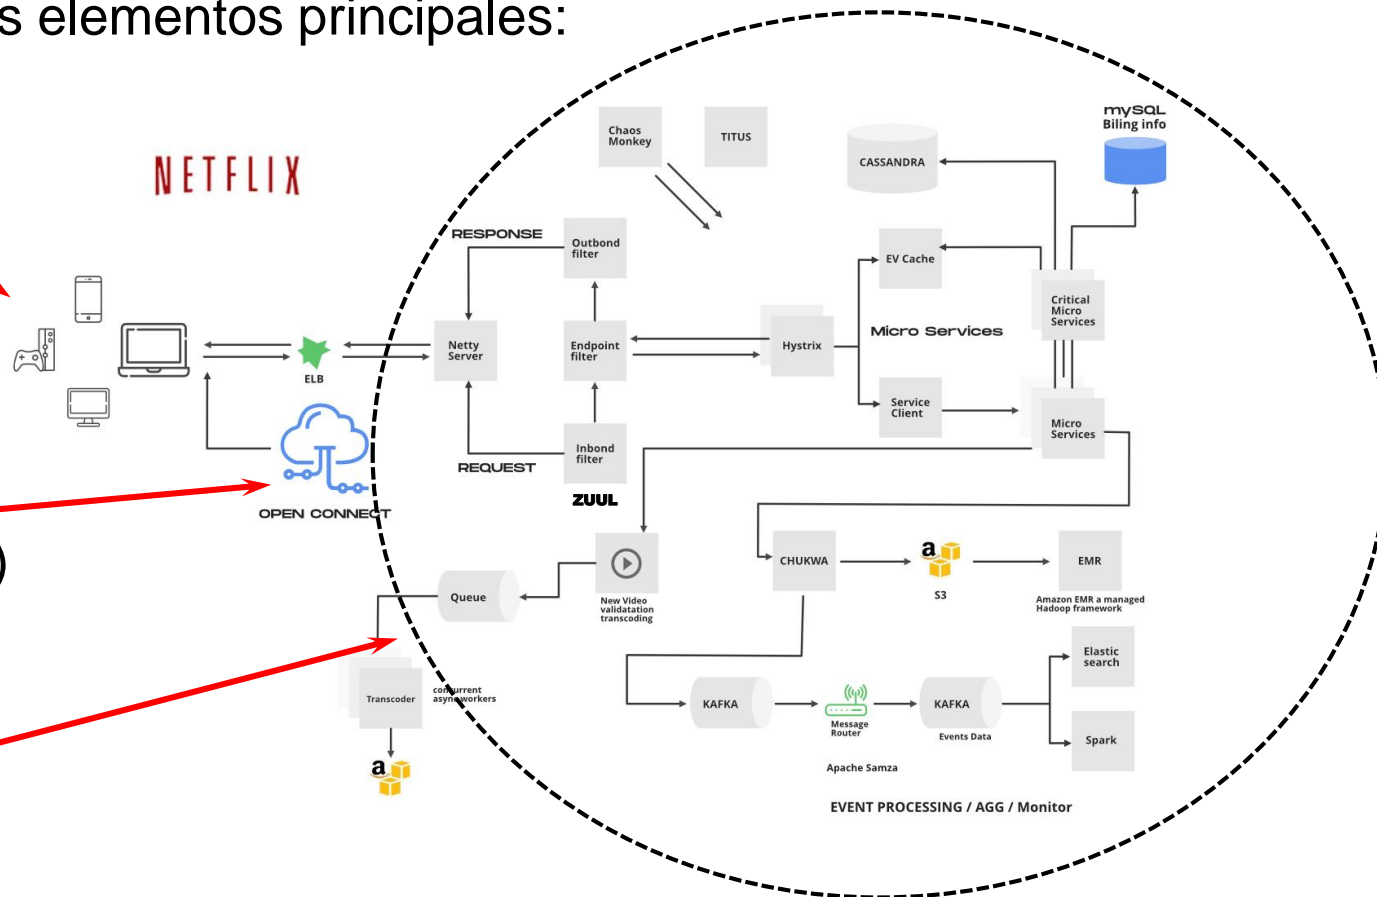 s elementos principales:
NETFLIX
Chaos
Monkey
TITUS
mySQL
Biling info
CASSANDRA
RESPONSE
Outbond
filter
EV Cache
Critical
Micro
Services
Micro Services
Netty
Server
Endpoint
filter
Hystrix
ELB
Service
Client
Micro
Services
Inbond
filter
REQUEST
ZUUL
OPEN CONNECT
)
CHUKWA
a
S3
EMR
Amazon EMR a managed
Hadoop framework
Queue
New Video
validatation
transcoding
Elastic
search
Transcoder
concurrent
async workers
KAFKA
Message
Router
KAFKA
Events Data
Spark
a
Apache Samza
EVENT PROCESSING / AGG / Monitor